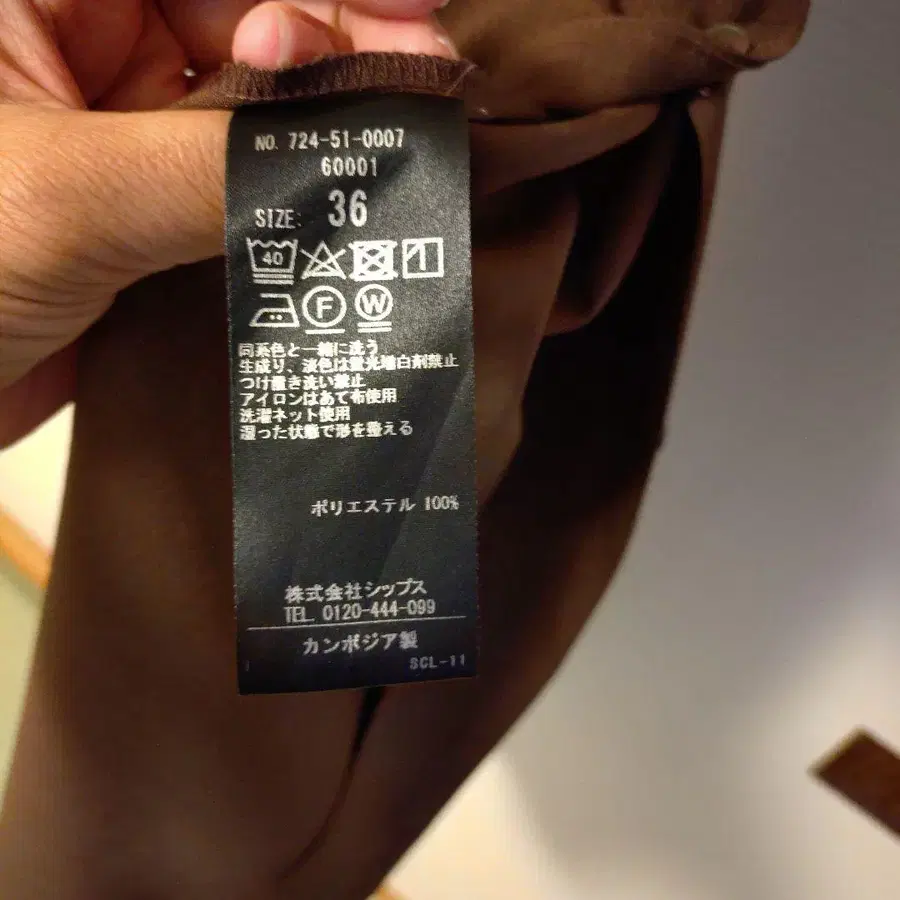 NO. 724-51-0007
60001
SIZE: 36
40
F W
同系色と一緒に洗う
生成り、淡色は蛍光増白剤禁止
つけ置き洗い禁止
アイロンはあて布使用
洗濯ネット使用
湿った状態で形を整える
ポリエステル 100%
株式会社シップス
TEL. 0120-444-099
カンボジア製
SCL-11